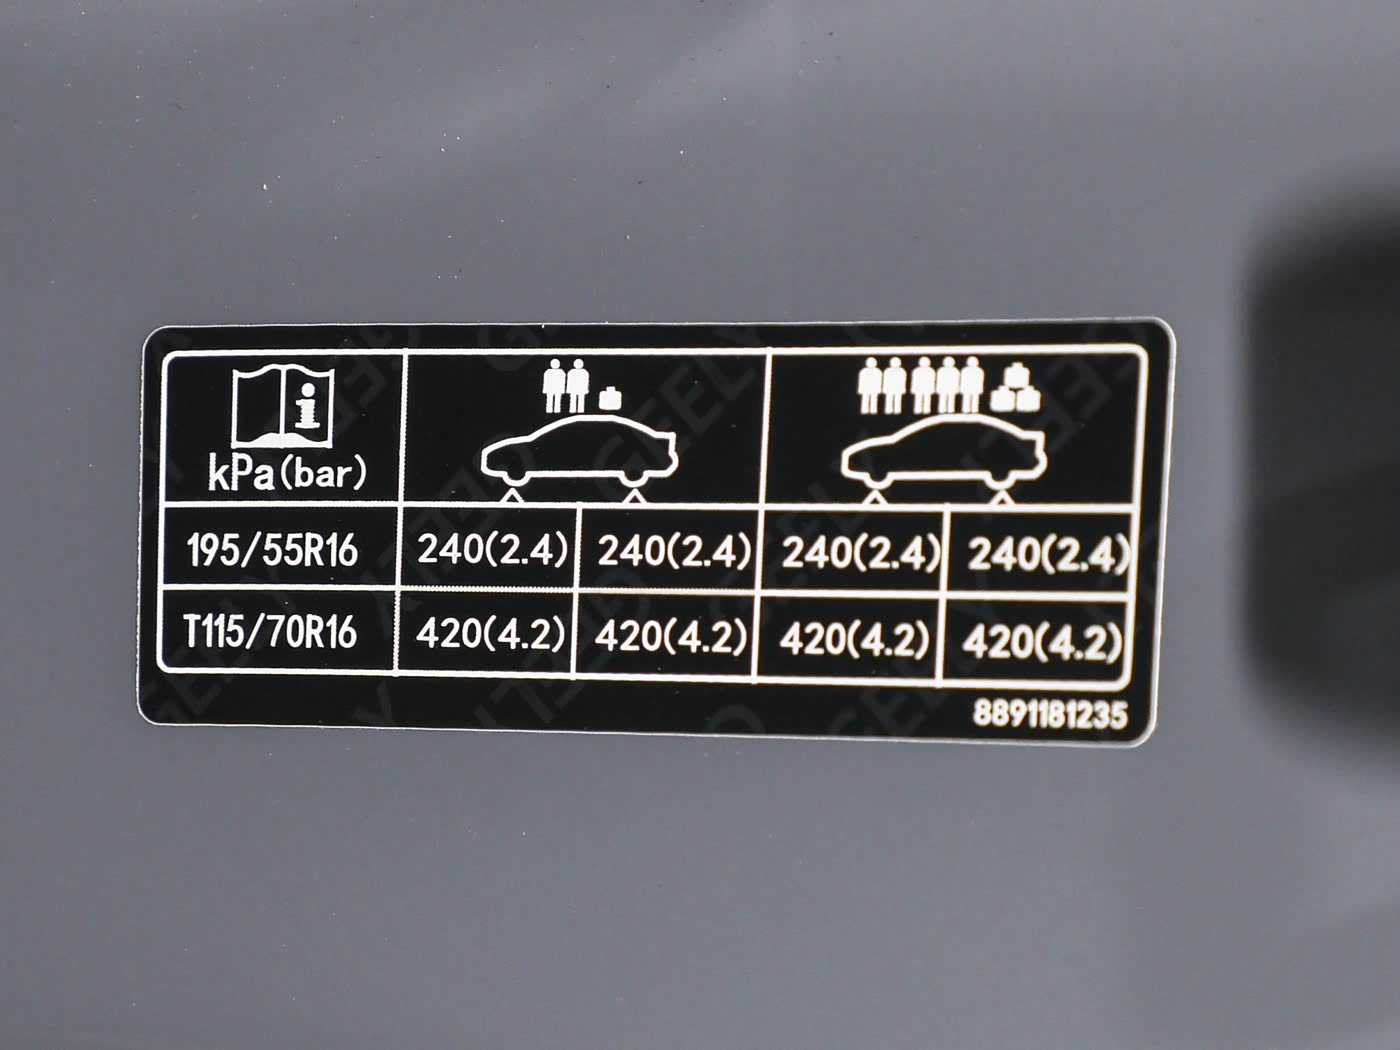 kPa(bar)
195/55R16 240(2.4) 240(2.4) 240(2.4) 240(2.4)
T115/70R16 420(4.2) 420(4.2) 420(4.2) 420(4.2)
8891181235
GEELY